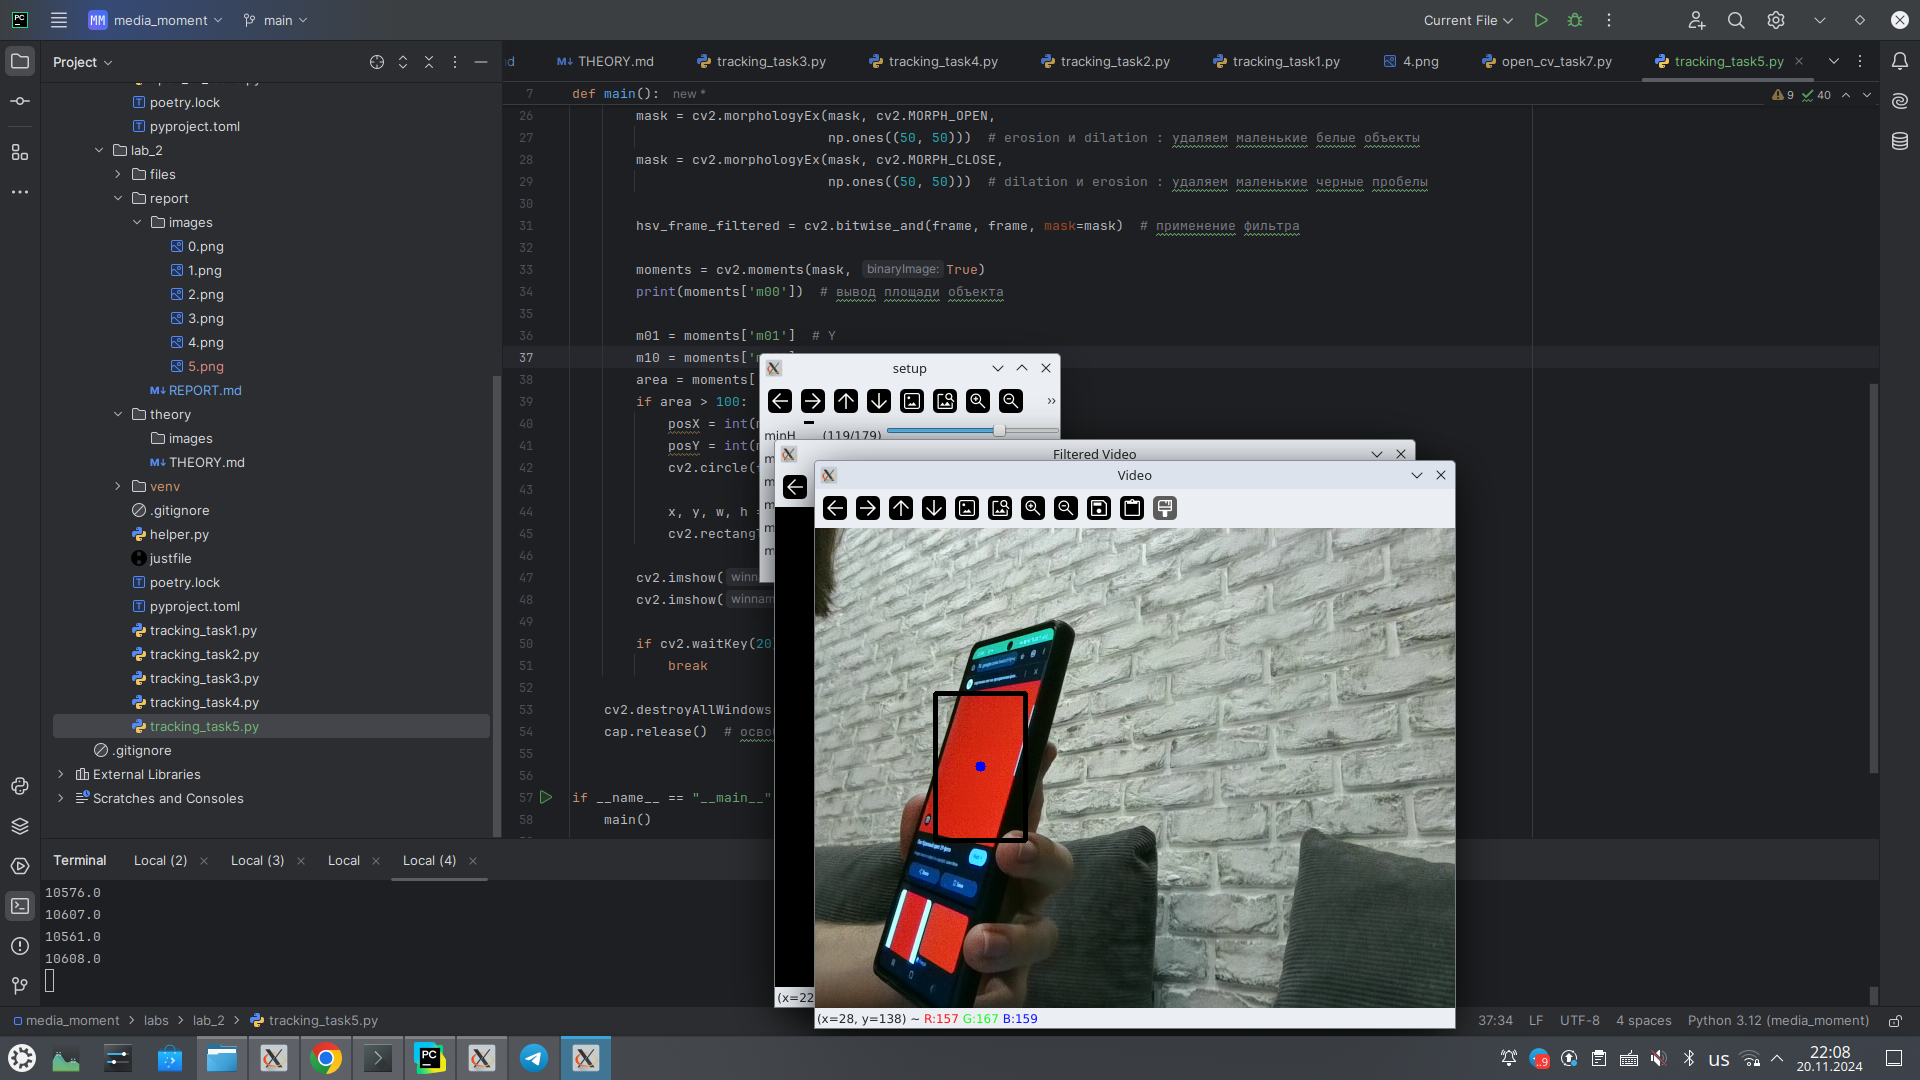 MM media_moment
main
Current File
Project
THEORY.md
tracking_task3.py
tracking_task4.py
tracking_task2.py
tracking_task1.py
4.png
open_cv_task7.py
tracking_task5.py
poetry.lock
pyproject.toml
lab_2
files
report
images
0.png
1.png
2.png
3.png
4.png
5.png
REPORT.md
theory
images
THEORY.md
venv
.gitignore
helper.py
justfile
poetry.lock
pyproject.toml
tracking_task1.py
tracking_task2.py
tracking_task3.py
tracking_task4.py
tracking_task5.py
.gitignore
External Libraries
Scratches and Consoles
7 def main(): new *
9 40
26 mask = cv2.morphologyEx(mask, cv2.MORPH_OPEN,
27 np.ones((50, 50))) # erosion и dilation : удаляем маленькие белые объекты
28 mask = cv2.morphologyEx(mask, cv2.MORPH_CLOSE,
29 np.ones((50, 50))) # dilation и erosion : удаляем маленькие черные пробелы
30
31 hsv_frame_filtered = cv2.bitwise_and(frame, frame, mask=mask) # применение фильтра
32
33 moments = cv2.moments(mask, binaryImage: True)
34 print(moments['m00']) # вывод площади объекта
35
36 m01 = moments['m01'] # Y
37 m10 = moments['
38 area = moments[
39 if area > 100:
40 posX = int(
41 posY = int(
42 cv2.circle(
43
44 x, y, w, h
45 cv2.rectang
46
47 cv2.imshow( winn
48 cv2.imshow( winnam
49
50 if cv2.waitKey(20
51 break
52
53 cv2.destroyAllWindows
54 cap.release() # осво
55
56
57 if __name__ == "__main__"
58 main()
setup
minH (119/179)
Filtered Video
(x=22
Video
(x=28, y=138) ~ R:157 G:167 B:159
Terminal
Local (2)
Local (3)
Local
Local (4)
10576.0
10607.0
10561.0
10608.0
media_moment
labs
lab_2
tracking_task5.py
37:34
LF
UTF-8
4 spaces
Python 3.12 (media_moment)
PC
us
22:08
20.11.2024